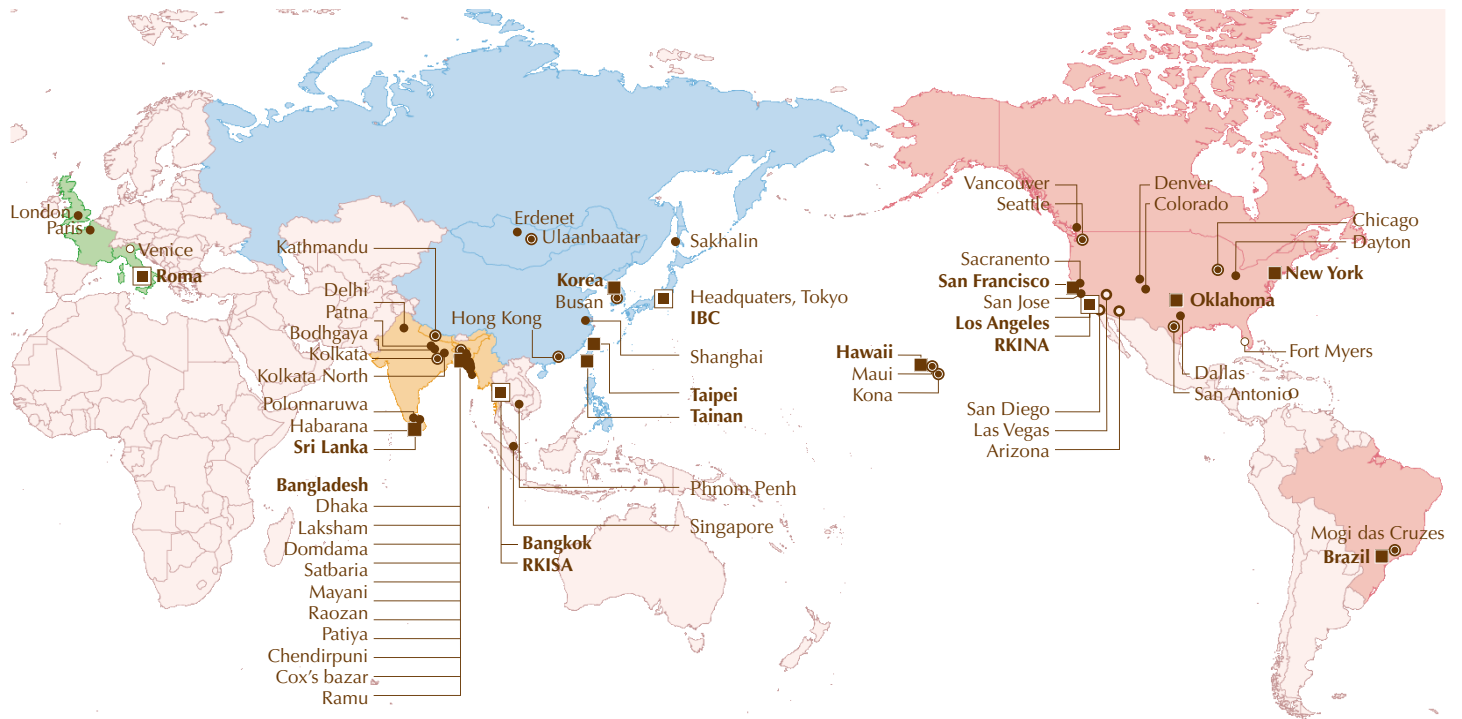 London
Paris
Venice
Roma
Kathmandu
Delhi
Patna
Bodhgaya
Kolkata
Kolkata North
Polonnaruwa
Habarana
Sri Lanka
Bangladesh
Dhaka
Laksham
Domdama
Satbaria
Mayani
Raozan
Patiya
Chendirpuni
Cox's bazar
Ramu
Erdenet
Ulaanbaatar
Sakhalin
Korea
Busan
Headquaters, Tokyo
IBC
Hong Kong
Shanghai
Taipei
Tainan
Phnom Penh
Singapore
Bangkok
RKISA
Hawaii
Maui
Kona
Vancouver
Seattle
Sacranento
San Francisco
San Jose
Los Angeles
RKINA
San Diego
Las Vegas
Arizona
Denver
Colorado
Chicago
Dayton
New York
Oklahoma
Fort Myers
Dallas
San Antonio
Mogi das Cruzes
Brazil